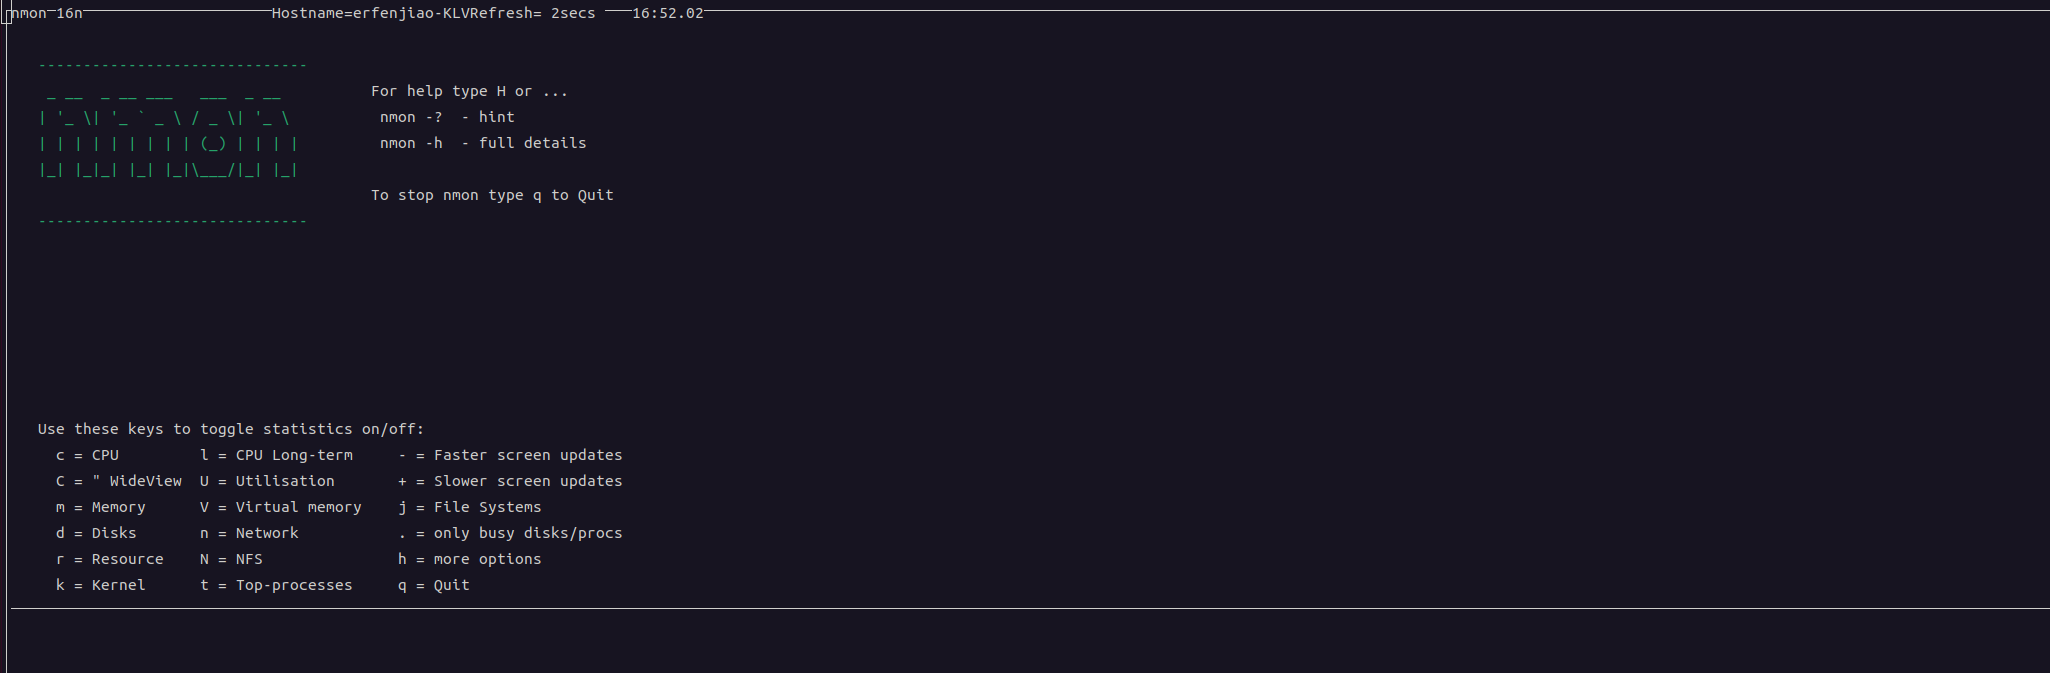 nmon─16n─────────────────────Hostname=erfenjiao-KLVRefresh= 2secs ───16:52.02
------------------------------
 _ __  _ __ ___   ___  _ __       For help type H or ...
| '_ \| '_ ` _ \ / _ \| '_ \       nmon -?  - hint
| | | | | | | | | (_) | | | |      nmon -h  - full details
|_| |_|_| |_| |_|\___/|_| |_|
                                  To stop nmon type q to Quit
------------------------------
Use these keys to toggle statistics on/off:
c = CPU         l = CPU Long-term     - = Faster screen updates
C = " WideView  U = Utilisation       + = Slower screen updates
m = Memory      V = Virtual memory    j = File Systems
d = Disks       n = Network           . = only busy disks/procs
r = Resource    N = NFS               h = more options
k = Kernel      t = Top-processes     q = Quit